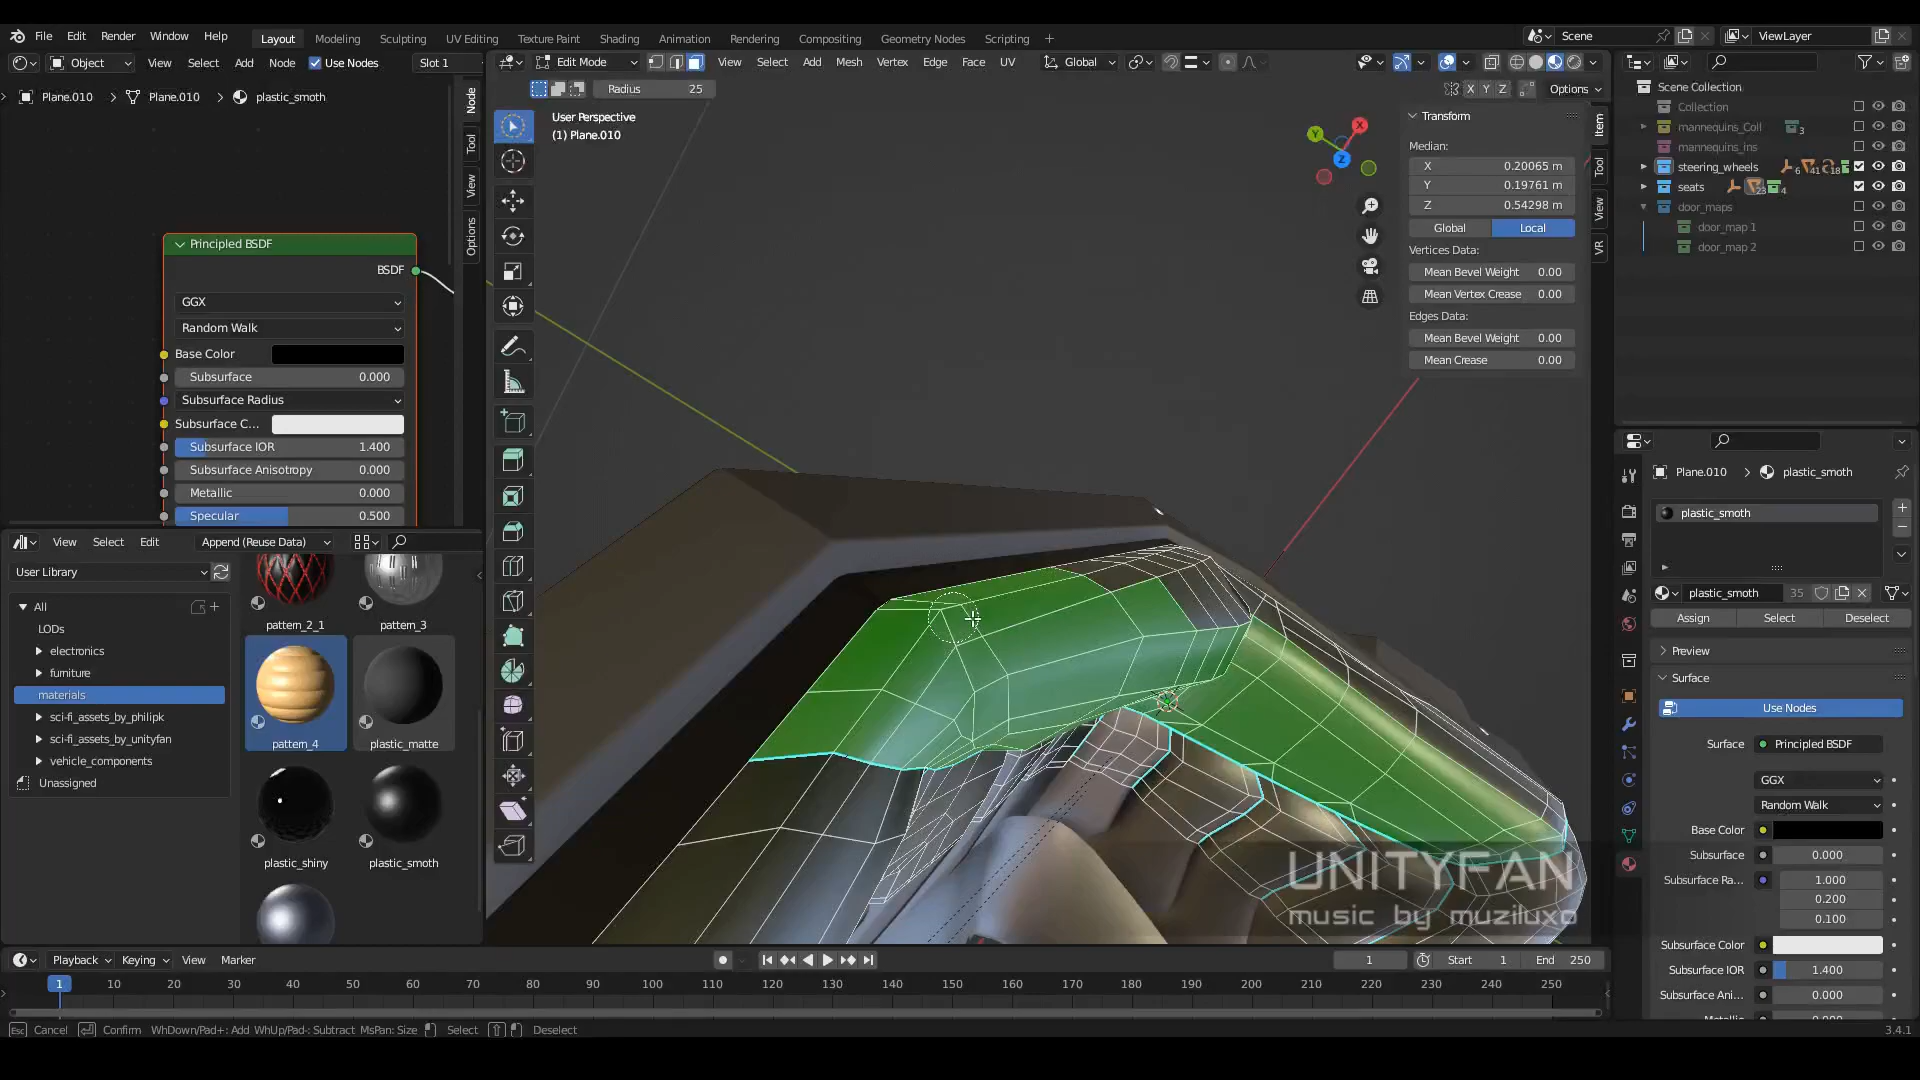 File Edit Render Window Help
Layout Modeling Sculpting UV Editing Texture Paint Shading Animation Rendering Compositing Geometry Nodes Scripting
Scene
ViewLayer
Object View Select Add Node Use Nodes Slot 1
Edit Mode View Select Add Mesh Vertex Edge Face UV Global
Radius 25
X Y Z Options
Plane.010 > Plane.010 > plastic_smoth
User Perspective
(1) Plane.010
Node
Tool
View
Options
Principled BSDF
BSDF
GGX
Random Walk
Base Color
Subsurface 0.000
Subsurface Radius
Subsurface C...
Subsurface IOR 1.400
Subsurface Anisotropy 0.000
Metallic 0.000
Specular 0.500
View Select Edit Append (Reuse Data)
User Library
All
LODs
electronics
furniture
materials
sci-fi_assets_by_philipk
sci-fi_assets_by_unityfan
vehicle_components
Unassigned
pattern_2_1
pattern_3
pattern_4
plastic_matte
plastic_shiny
plastic_smoth
X
Y
Z
Transform
Median:
X 0.20065 m
Y 0.19761 m
Z 0.54298 m
Global Local
Vertices Data:
Mean Bevel Weight 0.00
Mean Vertex Crease 0.00
Edges Data:
Mean Bevel Weight 0.00
Mean Crease 0.00
Item
Tool
View
VR
Scene Collection
Collection
mannequins_Coll 3
mannequins_ins
steering_wheels 6 41 18
seats 23 4
door_maps
door_map 1
door_map 2
Plane.010 > plastic_smoth
plastic_smoth
plastic_smoth 35
Assign Select Deselect
Preview
Surface
Use Nodes
Surface Principled BSDF
GGX
Random Walk
Base Color
Subsurface 0.000
Subsurface Ra... 1.000
0.200
0.100
Subsurface Color
Subsurface IOR 1.400
Subsurface Ani... 0.000
UNITYFAN
music by muziluxo
Playback Keying View Marker
1 Start 1 End 250
1 10 20 30 40 50 60 70 80 90 100 110 120 130 140 150 160 170 180 190 200 210 220 230 240 250
Esc Cancel Confirm WhDown/Pad+: Add WhUp/Pad-: Subtract MsPan: Size Select Deselect
3.4.1